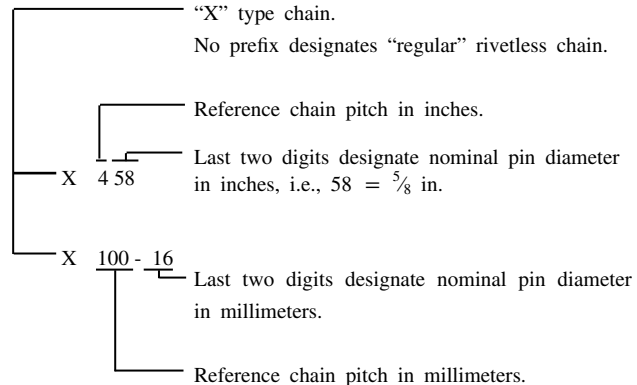 “X” type chain.
No prefix designates “regular” rivetless chain.
Reference chain pitch in inches.
Last two digits designate nominal pin diameter
in inches, i.e., 58 = ⁵⁄₈ in.
X 4 58
X 100 - 16
Last two digits designate nominal pin diameter
in millimeters.
Reference chain pitch in millimeters.